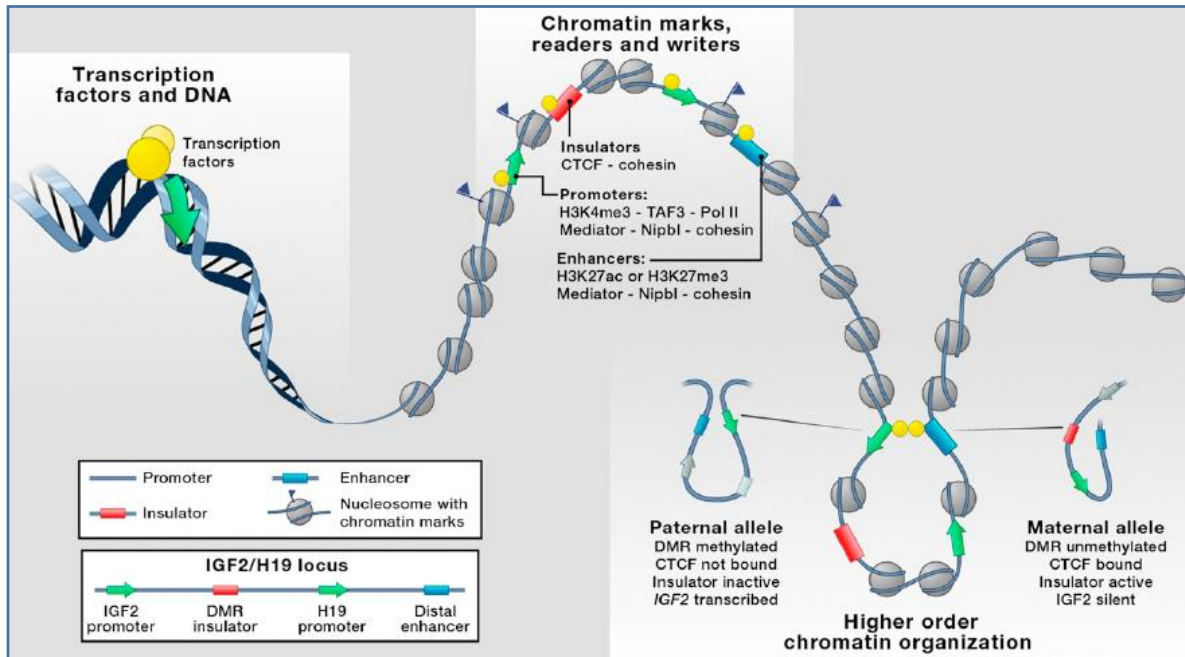 Transcription
factors and DNA
Transcription
factors
Chromatin marks,
readers and writers
Insulators
CTCF - cohesin
Promoters:
H3K4me3 - TAF3 - Pol II
Mediator - Nipbl - cohesin
Enhancers:
H3K27ac or H3K27me3
Mediator - Nipbl - cohesin
Promoter
Enhancer
Insulator
Nucleosome with
chromatin marks
IGF2/H19 locus
IGF2
promoter
DMR
insulator
H19
promoter
Distal
enhancer
Paternal allele
DMR methylated
CTCF not bound
Insulator inactive
IGF2 transcribed
Maternal allele
DMR unmethylated
CTCF bound
Insulator active
IGF2 silent
Higher order
chromatin organization